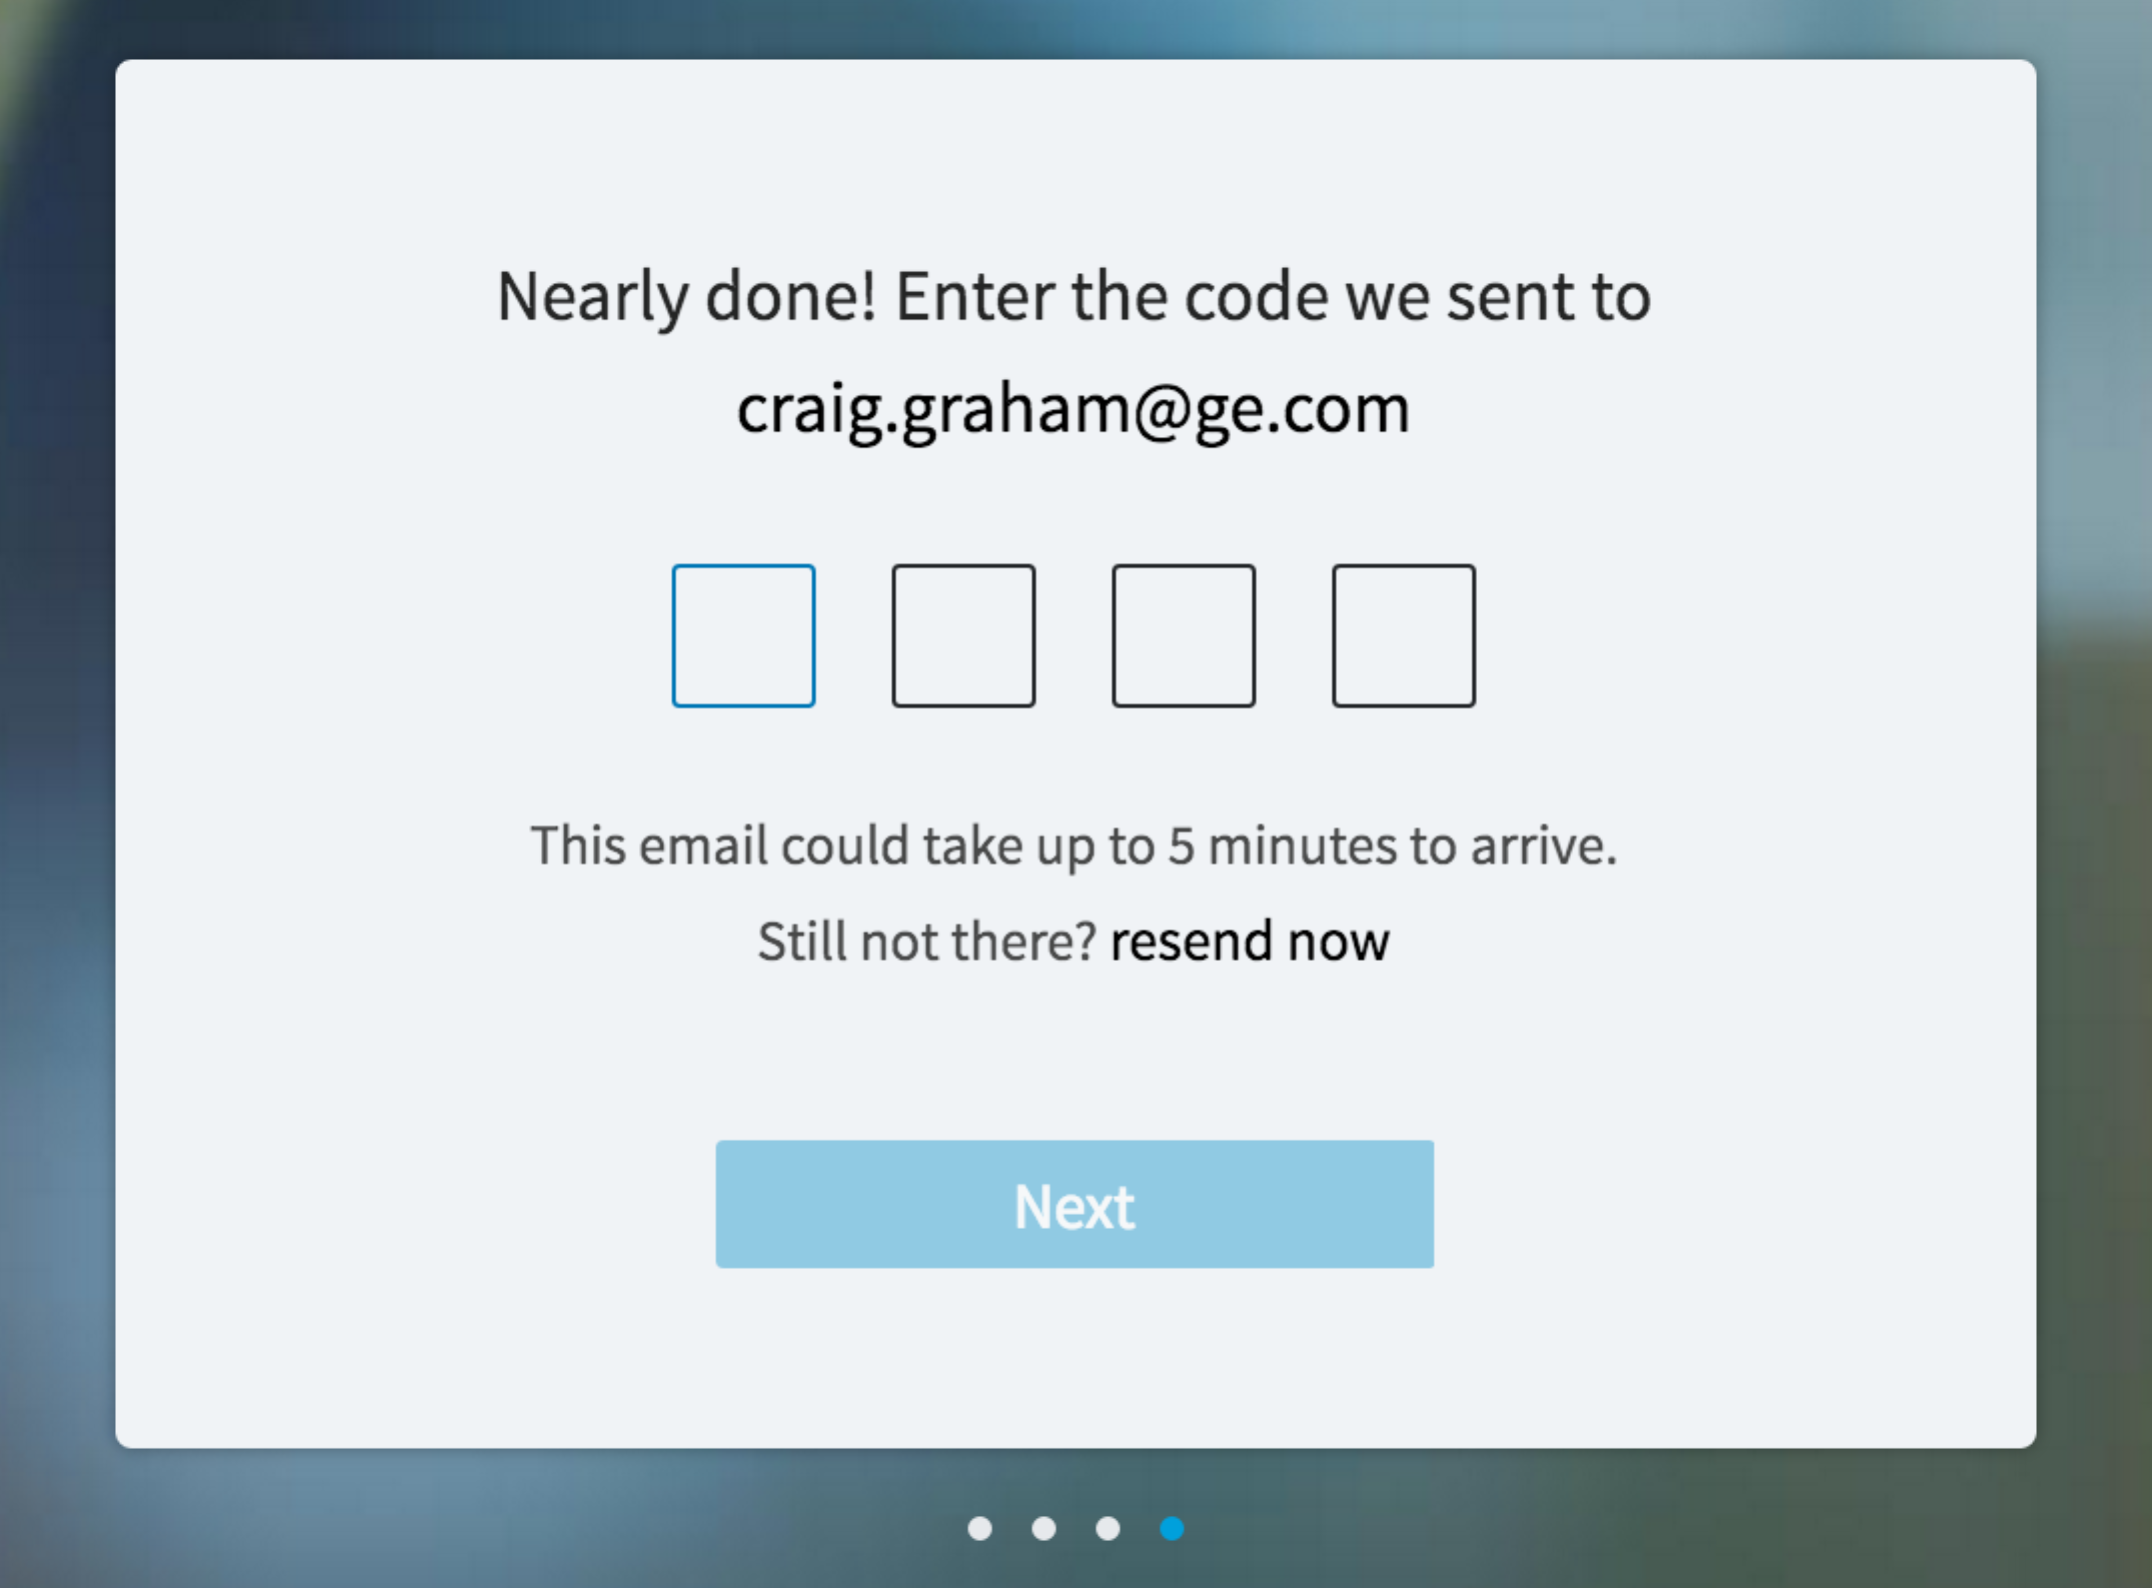 Nearly done! Enter the code we sent to
craig.graham@ge.com
This email could take up to 5 minutes to arrive.
Still not there? resend now
Next